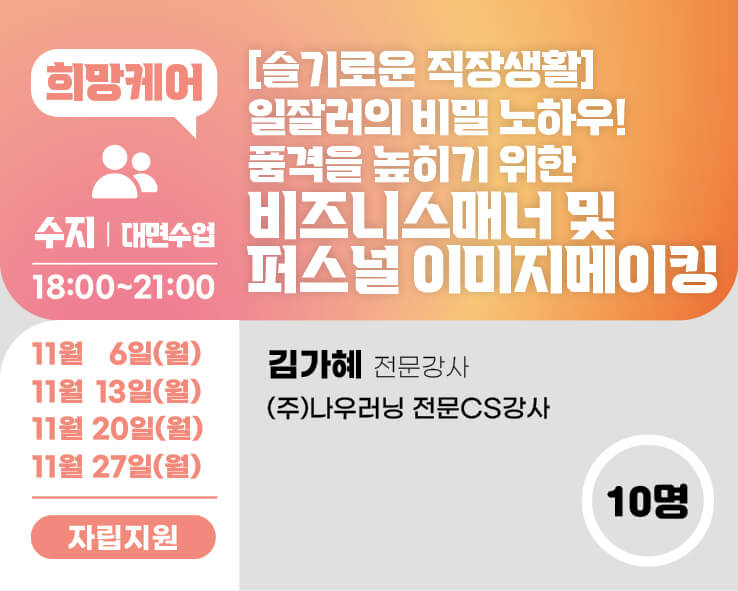 희망케어
수지 | 대면수업
18:00~21:00
[슬기로운 직장생활]
일잘러의 비밀 노하우!
품격을 높히기 위한
비즈니스매너 및
퍼스널 이미지메이킹
11월 6일(월)
11월 13일(월)
11월 20일(월)
11월 27일(월)
자립지원
김가혜 전문강사
(주)나우러닝 전문CS강사
10명